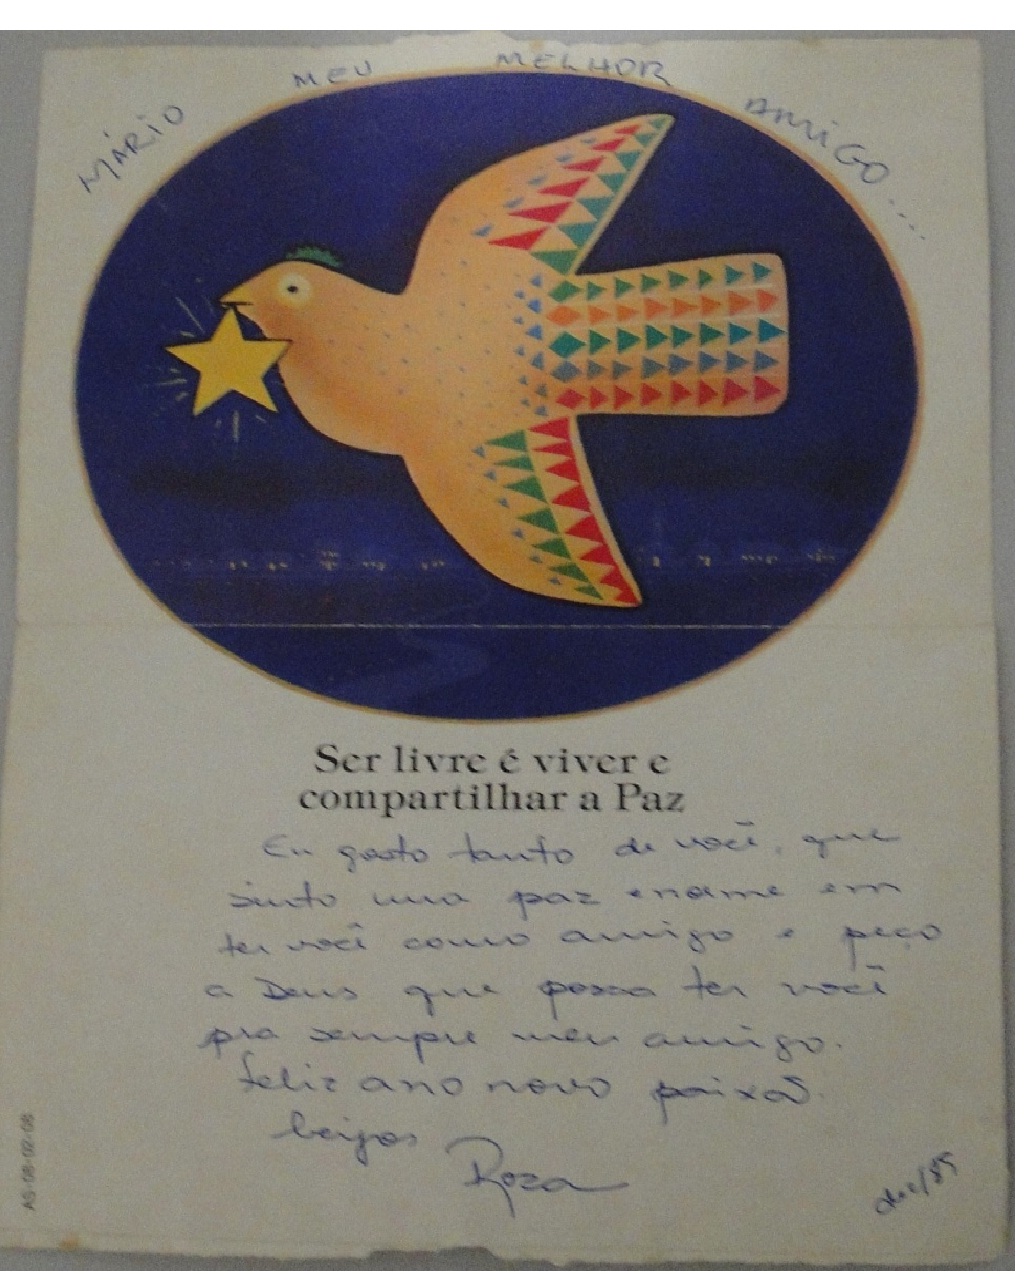 MÁRIO MEU MELHOR AMIGO....
Ser livre é viver e
compartilhar a Paz
Eu gosto tanto de você, que
sinto uma paz enorme em
ter você como amigo e peço
a Deus que possa ter você
pra sempre meu amigo.
feliz ano novo paixão.
beijos
Roza
dez/89
AS-08-02-08